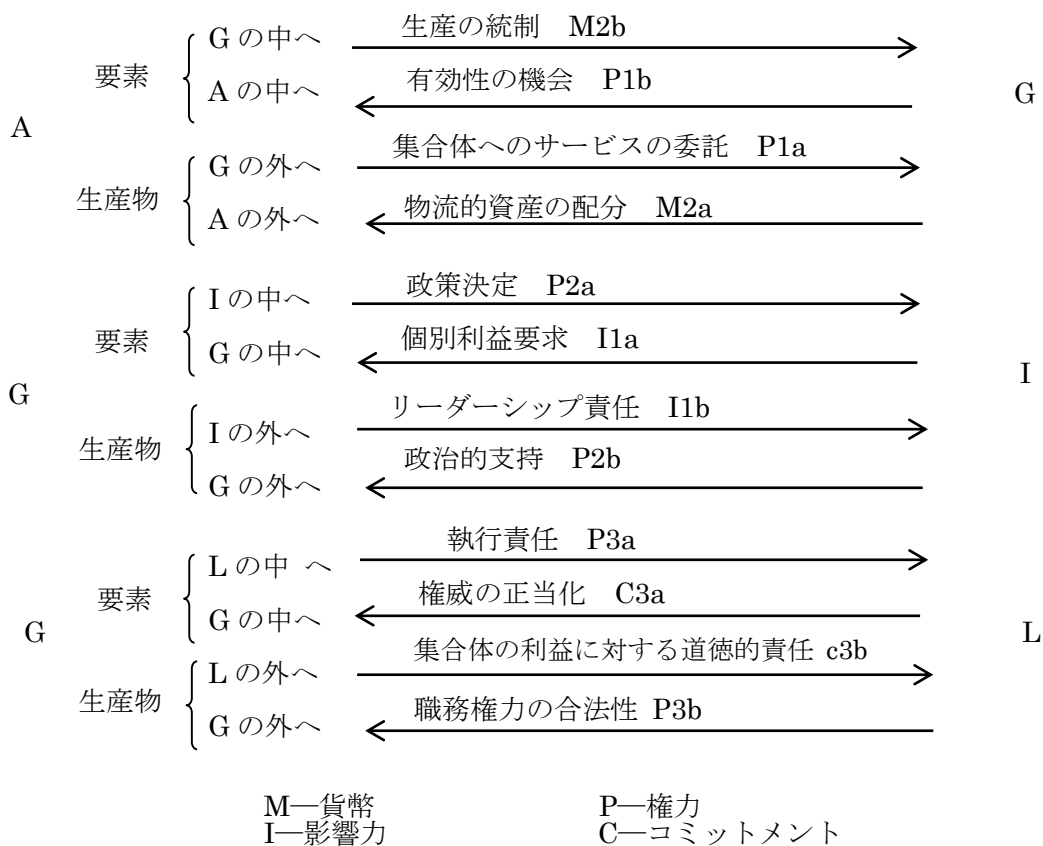 Gの中へ 生産の統制 M2b
要素
Aの中へ 有効性の機会 P1b
G
A
Gの外へ 集合体へのサービスの委託 P1a
生産物
Aの外へ 物流的資産の配分 M2a
Iの中へ 政策決定 P2a
要素
Gの中へ 個別利益要求 I1a
I
G
Iの外へ リーダーシップ責任 I1b
生産物
Gの外へ 政治的支持 P2b
Lの中 へ 執行責任 P3a
要素
Gの中へ 権威の正当化 C3a
G
L
Lの外へ 集合体の利益に対する道徳的責任 c3b
生産物
Gの外へ 職務権力の合法性 P3b
M―貨幣 P―権力
I―影響力 C―コミットメント